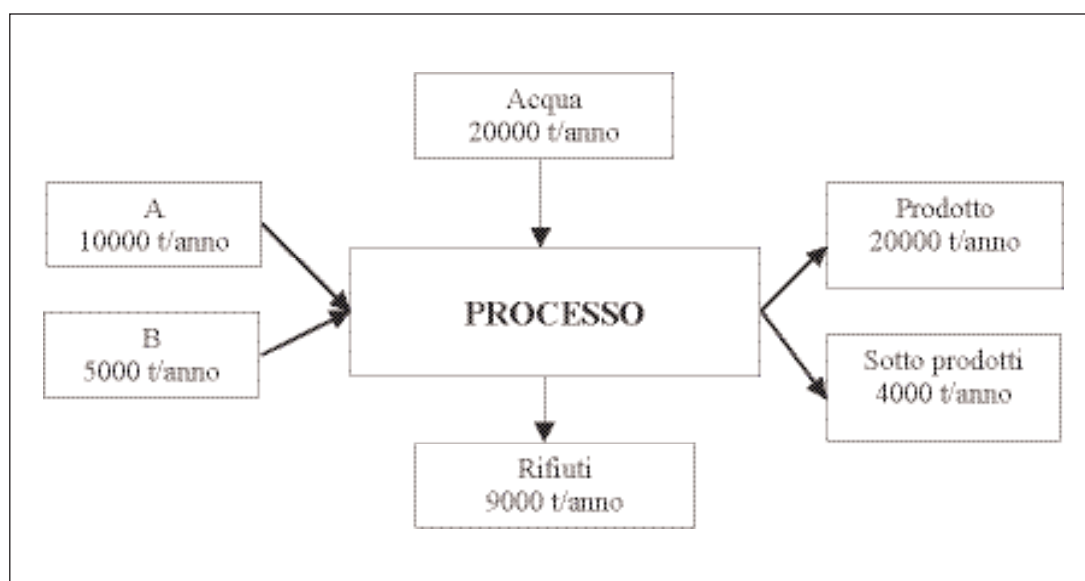 Acqua
20000 t/anno
A
10000 t/anno
B
5000 t/anno
PROCESSO
Prodotto
20000 t/anno
Sotto prodotti
4000 t/anno
Rifiuti
9000 t/anno